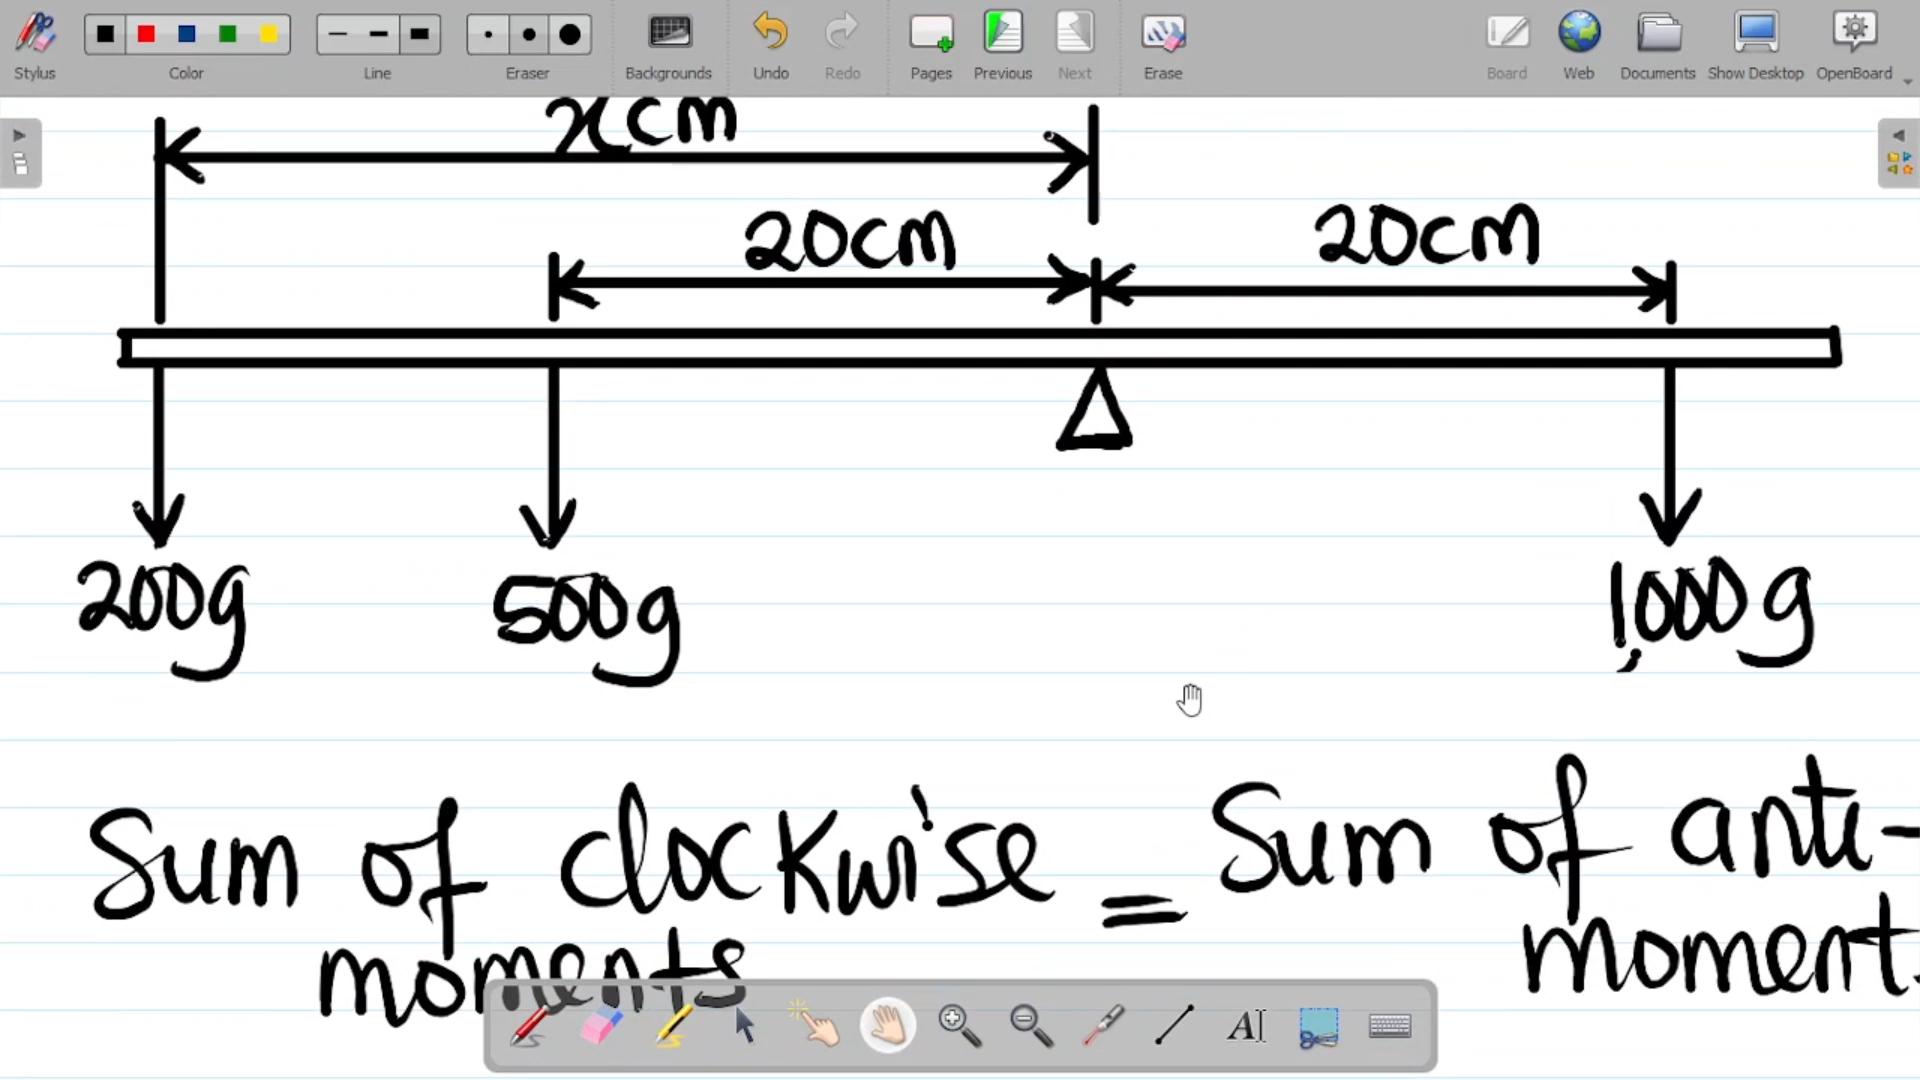 Stylus Color Line Eraser Backgrounds Undo Redo Pages Previous Next Erase Board Web Documents Show Desktop OpenBoard
xcm
20cm 20cm
200g 500g 1,000g
Sum of clockwise = Sum of anti-
moments moment